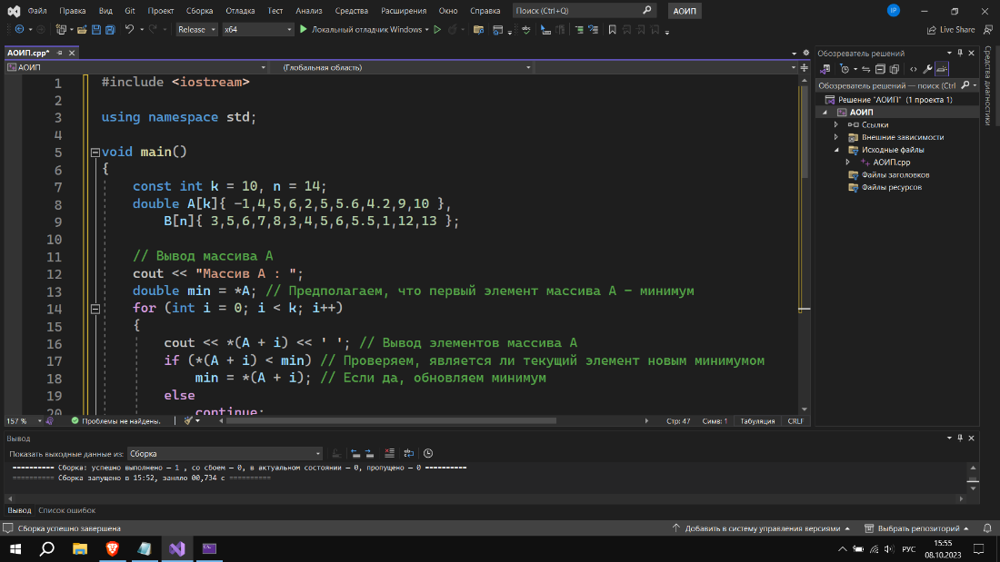 Файл Правка Вид Git Проект Сборка Отладка Тест Анализ Средства Расширения Окно Справка Поиск (Ctrl+Q) АОИП IP
Release x64 Локальный отладчик Windows Live Share
АОИП.cpp*
АОИП (Глобальная область)
1 #include <iostream>
2
3 using namespace std;
4
5 void main()
6 {
7 const int k = 10, n = 14;
8 double A[k]{ -1,4,5,6,2,5,5.6,4.2,9,10 },
9 B[n]{ 3,5,6,7,8,3,4,5,6,5.5,1,12,13 };
10
11 // Вывод массива A
12 cout << "Массив A : ";
13 double min = *A; // Предполагаем, что первый элемент массива A - минимум
14 for (int i = 0; i < k; i++)
15 {
16 cout << *(A + i) << ' '; // Вывод элементов массива A
17 if (*(A + i) < min) // Проверяем, является ли текущий элемент новым минимумом
18 min = *(A + i); // Если да, обновляем минимум
19 else
20 continue;
157 % Проблемы не найдены. Стр: 47 Симв: 1 Табуляция CRLF
Обозреватель решений
Обозреватель решений — поиск (Ctrl
Решение "АОИП" (1 проекта 1)
АОИП
Ссылки
Внешние зависимости
Исходные файлы
АОИП.cpp
Файлы заголовков
Файлы ресурсов
Средства диагностики
Вывод
Показать выходные данные из: Сборка
========== Сборка: успешно выполнено — 1 , со сбоем — 0, в актуальном состоянии — 0, пропущено — 0 ==========
========== Сборка запущено в 15:52, заняло 00,734 с ==========
Вывод Список ошибок
Сборка успешно завершена Добавить в систему управления версиями Выбрать репозиторий
РУС 15:55
08.10.2023